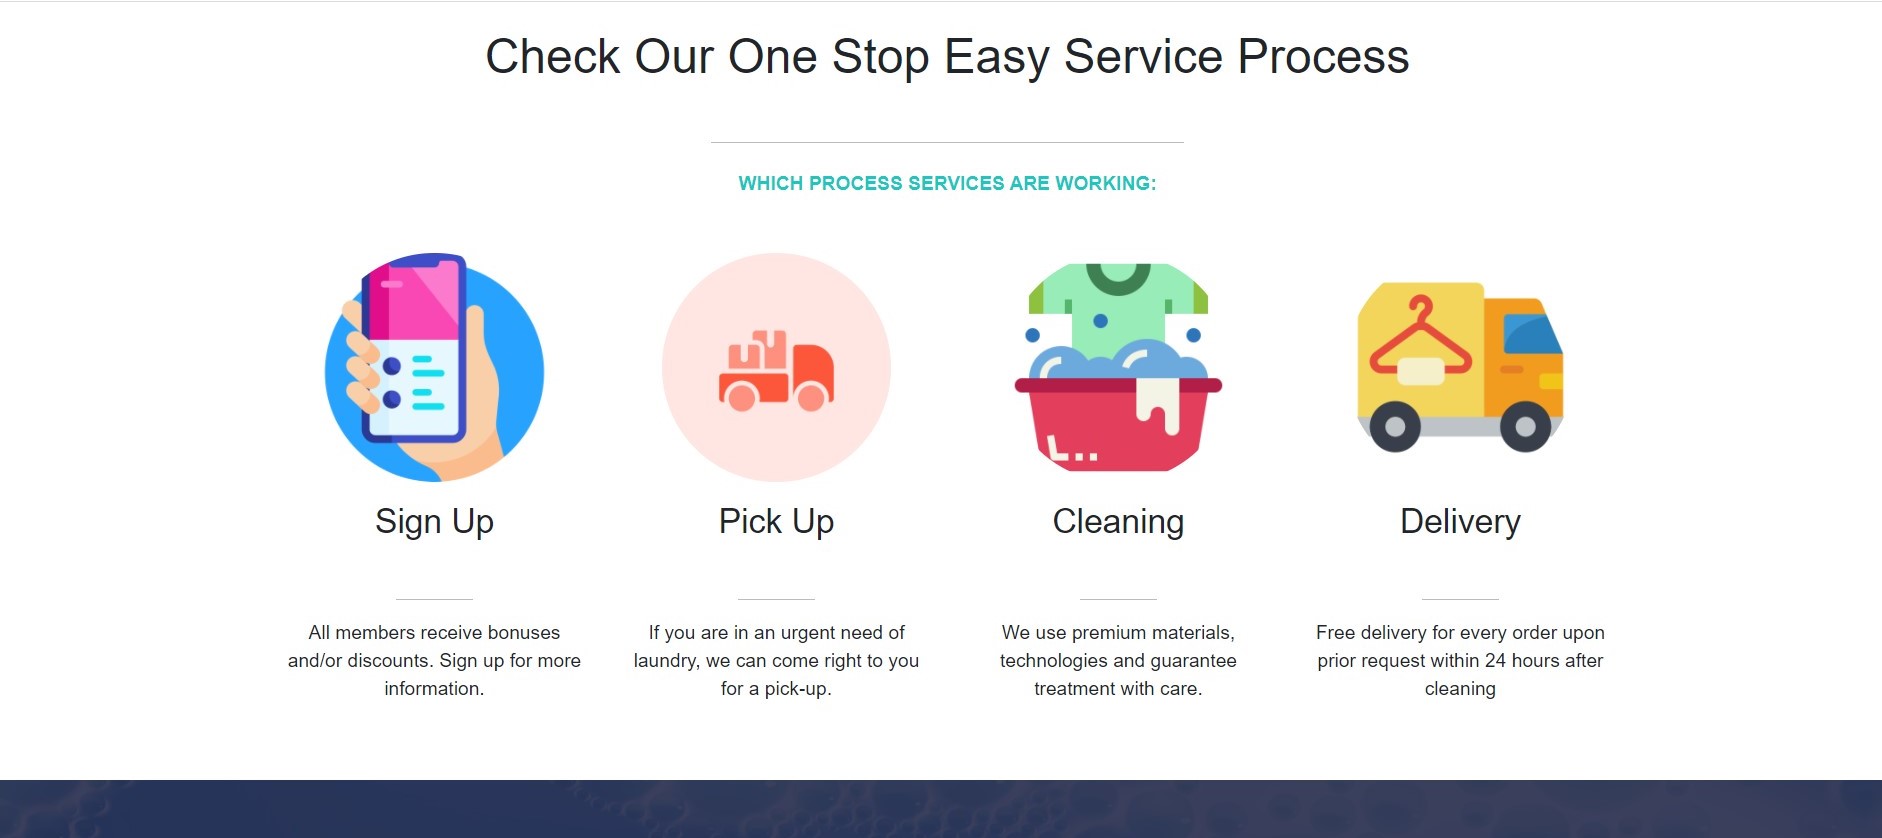 Check Our One Stop Easy Service Process
WHICH PROCESS SERVICES ARE WORKING:
Sign Up
All members receive bonuses
and/or discounts. Sign up for more
information.
Pick Up
If you are in an urgent need of
laundry, we can come right to you
for a pick-up.
Cleaning
We use premium materials,
technologies and guarantee
treatment with care.
Delivery
Free delivery for every order upon
prior request within 24 hours after
cleaning